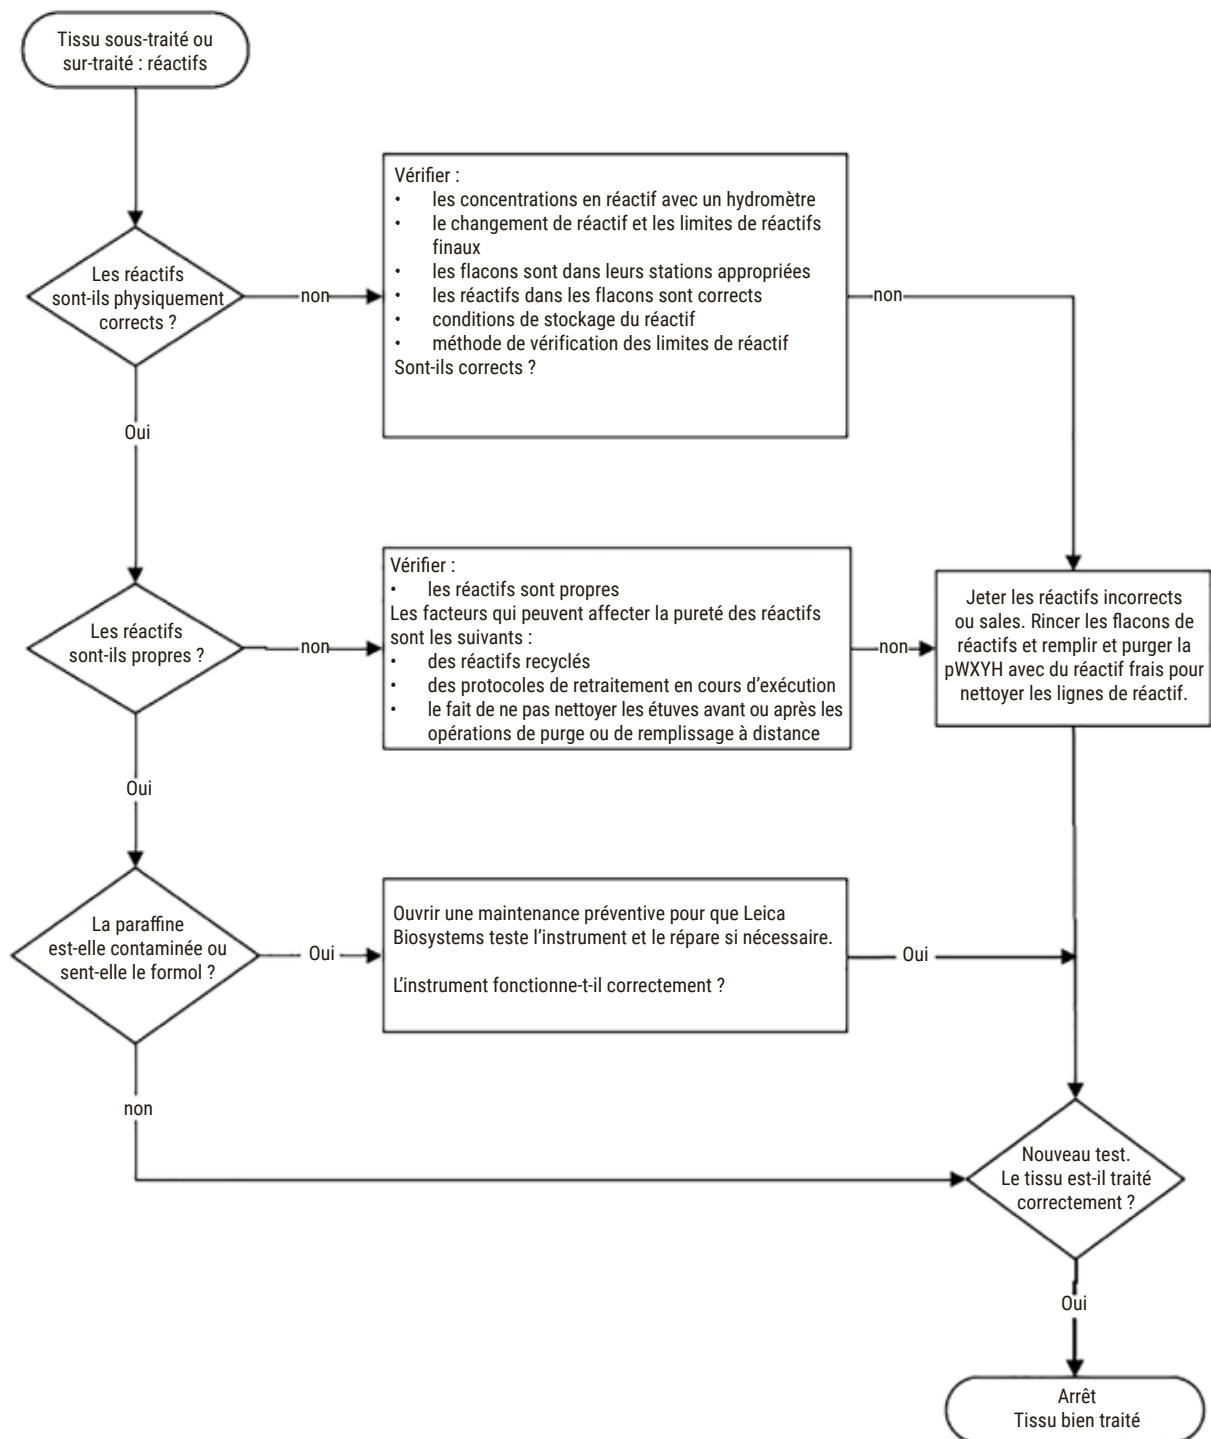 Tissu sous-traité ou
sur-traité : réactifs
Vérifier :
• les concentrations en réactif avec un hydromètre
• le changement de réactif et les limites de réactifs
finaux
• les flacons sont dans leurs stations appropriées
• les réactifs dans les flacons sont corrects
• conditions de stockage du réactif
• méthode de vérification des limites de réactif
Sont-ils corrects ?
Les réactifs
sont-ils physiquement
corrects ?
non
non
Oui
Vérifier :
• les réactifs sont propres
Les facteurs qui peuvent affecter la pureté des réactifs
sont les suivants :
• des réactifs recyclés
• des protocoles de retraitement en cours d'exécution
• le fait de ne pas nettoyer les étuves avant ou après les
opérations de purge ou de remplissage à distance
Les réactifs
sont-ils propres ?
non
non
Jeter les réactifs incorrects
ou sales. Rincer les flacons de
réactifs et remplir et purger la
pWXYH avec du réactif frais pour
nettoyer les lignes de réactif.
Oui
La paraffine
est-elle contaminée ou
sent-elle le formol ?
Oui
Ouvrir une maintenance préventive pour que Leica
Biosystems teste l'instrument et le répare si nécessaire.
L'instrument fonctionne-t-il correctement ?
Oui
non
Nouveau test.
Le tissu est-il traité
correctement ?
Oui
Arrêt
Tissu bien traité